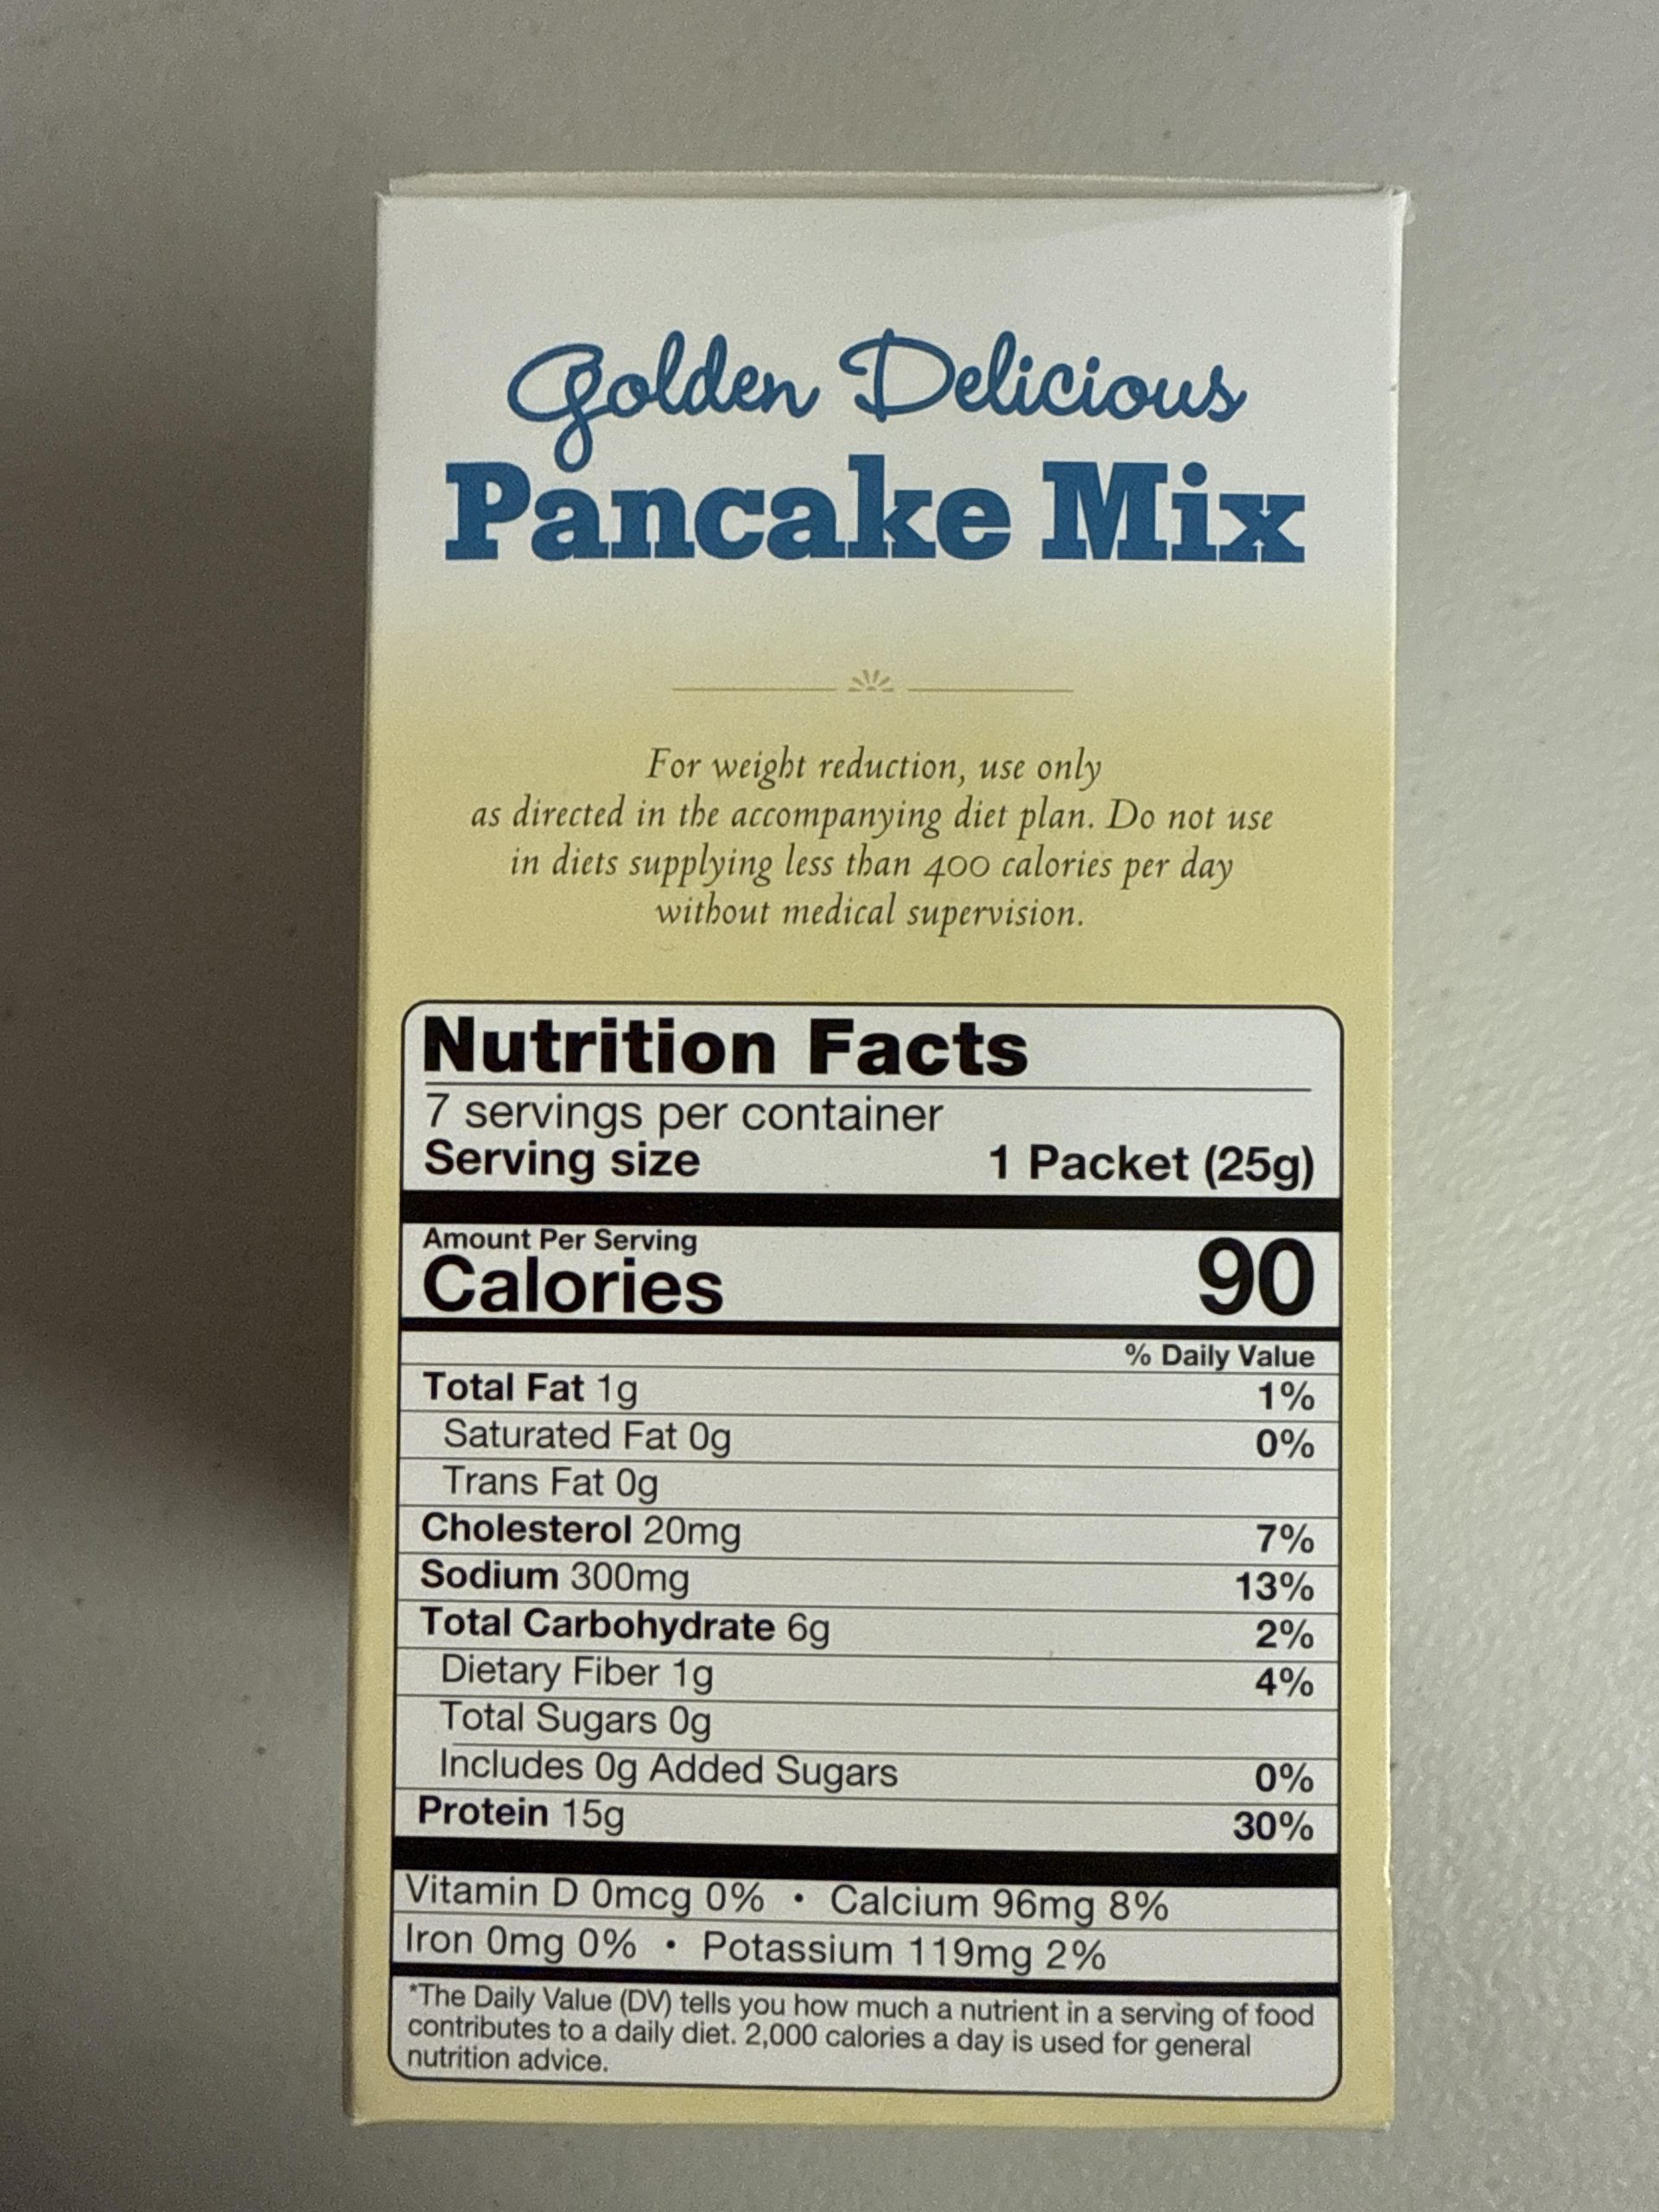 Golden Delicious
Pancake Mix
For weight reduction, use only
as directed in the accompanying diet plan. Do not use
in diets supplying less than 400 calories per day
without medical supervision.
Nutrition Facts
7 servings per container
Serving size 1 Packet (25g)
Amount Per Serving
Calories 90
% Daily Value
Total Fat 1g 1%
Saturated Fat 0g 0%
Trans Fat 0g
Cholesterol 20mg 7%
Sodium 300mg 13%
Total Carbohydrate 6g 2%
Dietary Fiber 1g 4%
Total Sugars 0g
Includes 0g Added Sugars 0%
Protein 15g 30%
Vitamin D 0mcg 0% • Calcium 96mg 8%
Iron 0mg 0% • Potassium 119mg 2%
*The Daily Value (DV) tells you how much a nutrient in a serving of food
contributes to a daily diet. 2,000 calories a day is used for general
nutrition advice.